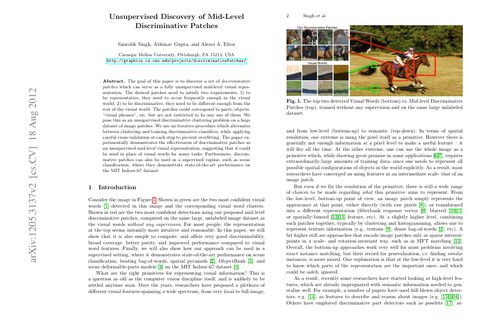 arXiv:1205.3137v2 [cs.CV] 18 Aug 2012
Unsupervised Discovery of Mid-Level
Discriminative Patches
Saurabh Singh, Abhinav Gupta, and Alexei A. Efros
Carnegie Mellon University, Pittsburgh, PA 15213, USA
http://graphics.cs.cmu.edu/projects/discriminativePatches/
Abstract. The goal of this paper is to discover a set of discriminative
patches which can serve as a fully unsupervised mid-level visual repre-
sentation. The desired patches need to satisfy two requirements: 1) to
be representative, they need to occur frequently enough in the visual
world; 2) to be discriminative, they need to be different enough from the
rest of the visual world. The patches could correspond to parts, objects,
"visual phrases", etc. but are not restricted to be any one of them. We
pose this as an unsupervised discriminative clustering problem on a huge
dataset of image patches. We use an iterative procedure which alternates
between clustering and training discriminative classifiers, while applying
careful cross-validation at each step to prevent overfitting. The paper ex-
perimentally demonstrates the effectiveness of discriminative patches as
an unsupervised mid-level visual representation, suggesting that it could
be used in place of visual words for many tasks. Furthermore, discrim-
inative patches can also be used in a supervised regime, such as scene
classification, where they demonstrate state-of-the-art performance on
the MIT Indoor-67 dataset.
1 Introduction
Consider the image in Figure 1. Shown in green are the two most confident visual
words detected in this image and the corresponding visual word clusters.
Shown in red are the two most confident detections using our proposed mid-level
discriminative patches, computed on the same large, unlabeled image dataset as
the visual words without any supervision. For most people, the representation
at the top seems instantly more intuitive and reasonable. In this paper, we will
show that it is also simple to compute, and offers very good discriminability,
broad coverage, better purity, and improved performance compared to visual
word features. Finally, we will also show how our approach can be used in a
supervised setting, where it demonstrates state-of-the-art performance on scene
classification, beating bag-of-words, spatial pyramids, ObjectBank, and
scene deformable-parts models on the MIT Indoor-67 dataset.
What are the right primitives for representing visual information? This is
a question as old as the computer vision discipline itself, and is unlikely to be
settled anytime soon. Over the years, researchers have proposed a plethora of
different visual features spanning a wide spectrum, from very local to full-image,
2 Singh et al.
Our Discriminative Patches
Visual Words
Fig. 1. The top two detected Visual Words (bottom) vs. Mid-level Discriminative
Patches (top), trained without any supervision and on the same large unlabeled
dataset.
and from low-level (bottom-up) to semantic (top-down). In terms of spatial
resolution, one extreme is using the pixel itself as a primitive. However there is
generally not enough information at a pixel level to make a useful feature – it
will fire all the time. At the other extreme, one can use the whole image as a
primitive which, while showing great promise in some applications, requires
extraordinarily large amounts of training data, since one needs to represent all
possible spatial configurations of objects in the world explicitly. As a result, most
researchers have converged on using features at an intermediate scale: that of an
image patch.
But even if we fix the resolution of the primitive, there is still a wide range
of choices to be made regarding what this primitive aims to represent. From
the low-level, bottom-up point of view, an image patch simply represents the
appearance at that point, either directly (with raw pixels), or transformed
into a different representation (filterbank response vector, blurred
or spatially-binned feature, etc). At a slightly higher level, combining
such patches together, typically by clustering and histogramming, allows one to
represent texture information (e.g., textons, dense bag-of-words, etc). A
bit higher still are approaches that encode image patches only at sparse interest-
points in a scale- and rotation-invariant way, such as in SIFT matching.
Overall, the bottom-up approaches work very well for most problems involving
exact instance matching, but their record for generalization, i.e. finding similar
instances, is more mixed. One explanation is that at the low-level it is very hard
to know which parts of the representation are the important ones, and which
could be safely ignored.
As a result, recently some researchers have started looking at high-level fea-
tures, which are already impregnated with semantic information needed to gen-
eralize well. For example, a number of papers have used full blown object detec-
tors, e.g., as features to describe and reason about images (e.g.).
Others have employed discriminative part detectors such as poselets, at-